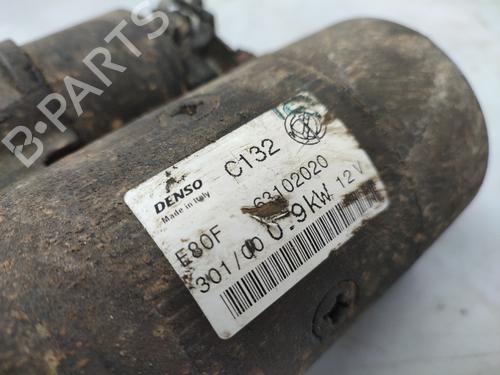 B-PARTS
DENSO
Made in Italy
C132
63102020
E80F
301/00
0.9kW 12V